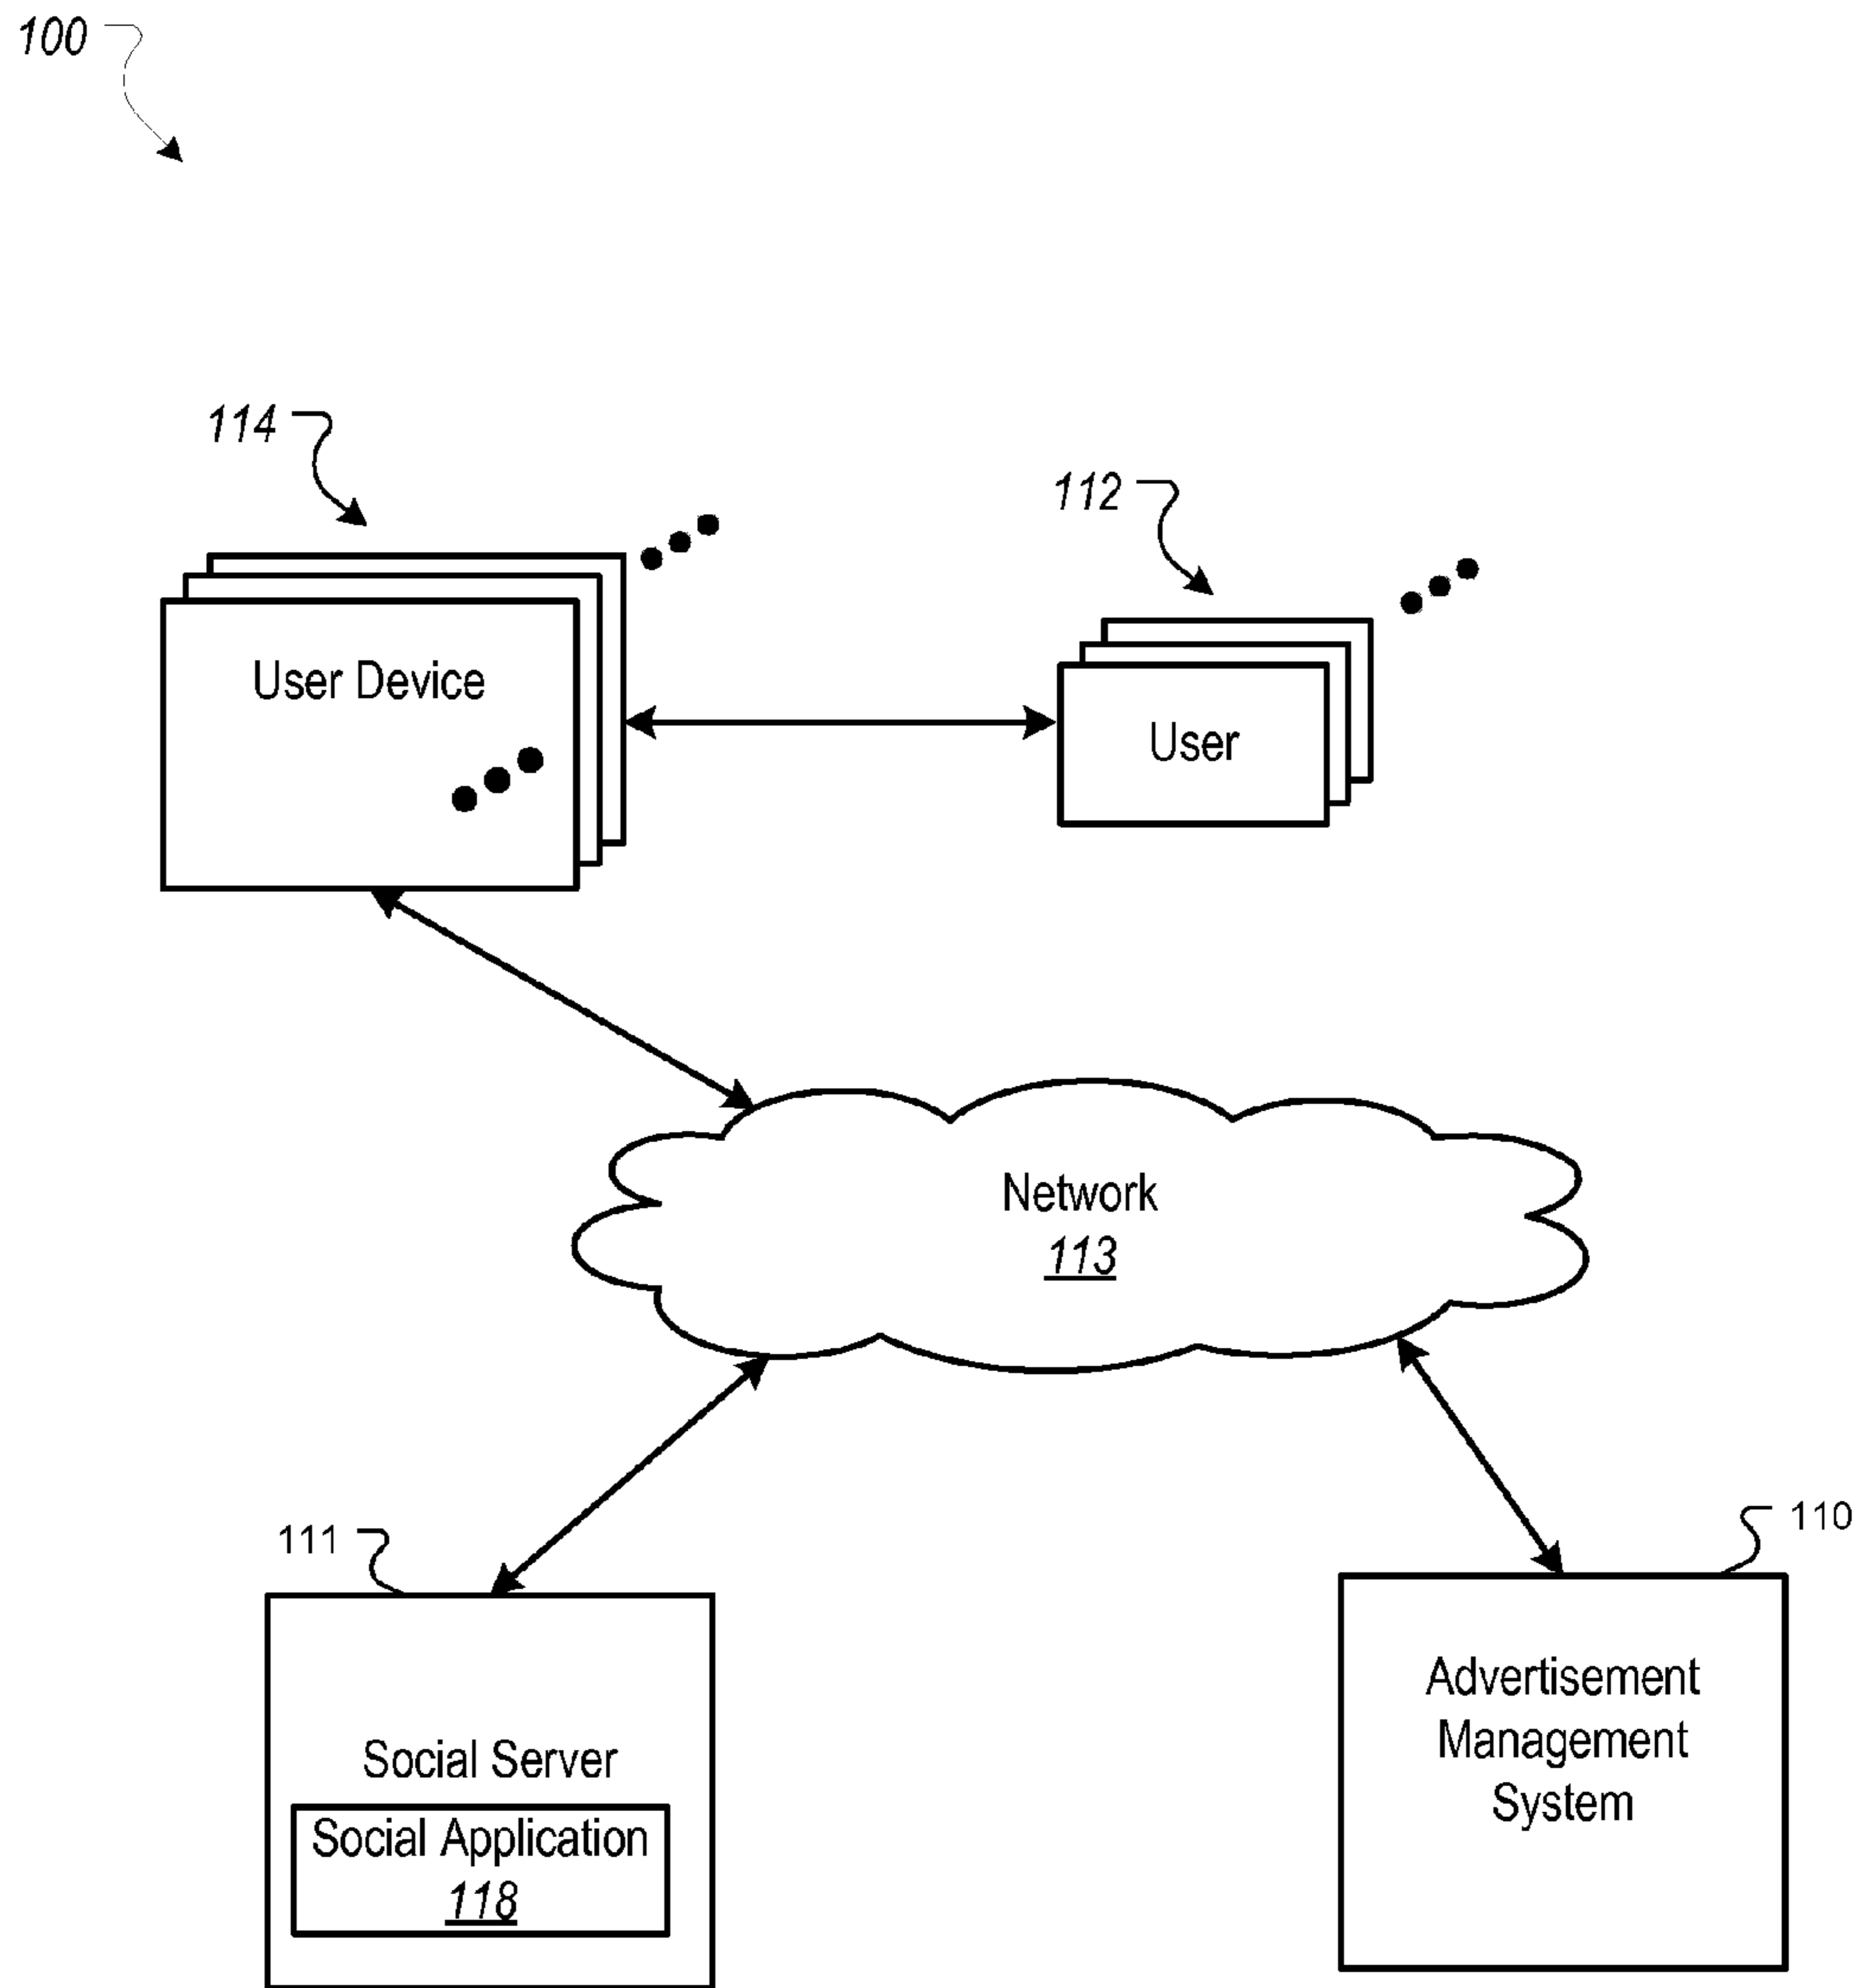 100
114
112
User Device
User
Network
113
111
110
Advertisement
Management
System
Social Server
Social Application
118